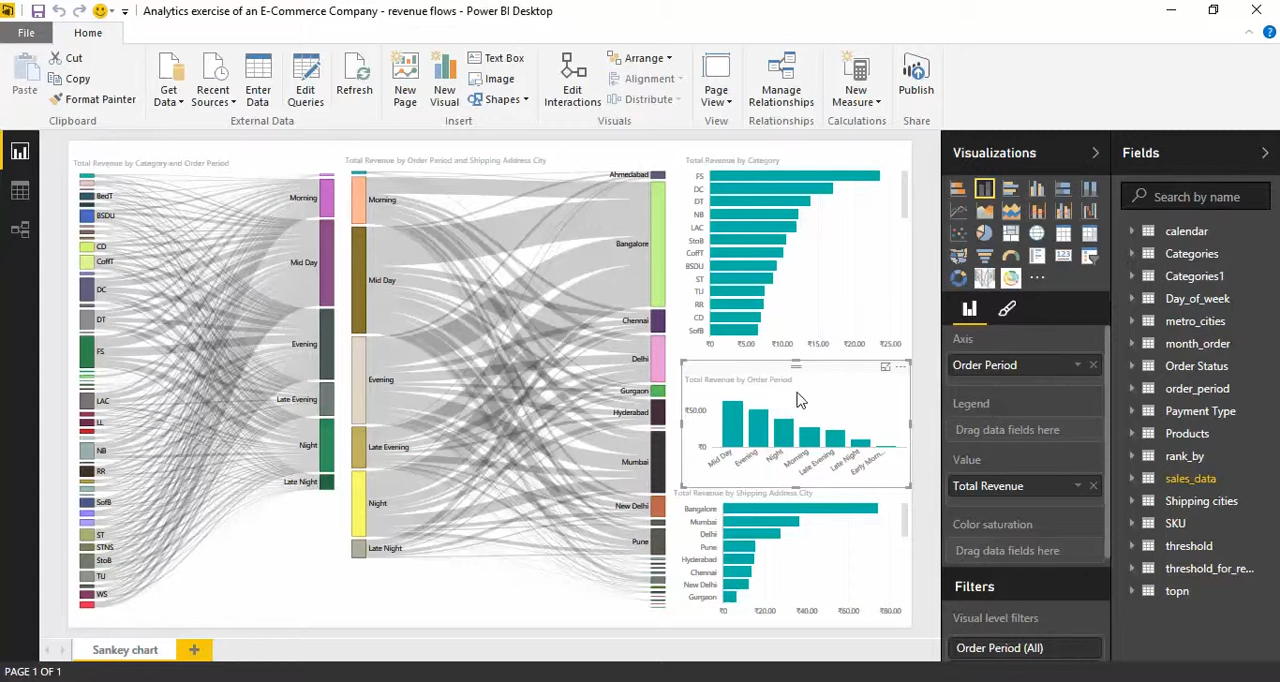 Analytics exercise of an E-Commerce Company - revenue flows - Power BI Desktop
File
Home
Paste
Cut
Copy
Format Painter
Clipboard
Get Data
Recent Sources
Enter Data
Edit Queries
Refresh
External Data
New Page
New Visual
Text Box
Image
Shapes
Insert
Edit Interactions
Arrange
Alignment
Distribute
Visuals
Page View
View
Manage Relationships
Relationships
New Measure
Calculations
Publish
Share
Total Revenue by Category and Order Period
BedT
BSDU
CD
CoffT
DC
DT
FS
LAC
LL
NB
RR
SofB
ST
STNS
StoB
TU
WS
Morning
Mid Day
Evening
Late Evening
Night
Late Night
Total Revenue by Order Period and Shipping Address City
Morning
Mid Day
Evening
Late Evening
Night
Late Night
Ahmedabad
Bangalore
Chennai
Delhi
Gurgaon
Hyderabad
Mumbai
New Delhi
Pune
Total Revenue by Category
FS
DC
DT
NB
LAC
StoB
CoffT
BSDU
ST
TU
RR
CD
SofB
₹0 ₹5.00 ₹10.00 ₹15.00 ₹20.00 ₹25.00
Total Revenue by Order Period
₹50.00
₹0
Mid Day Evening Night Morning Late Evening Late Night Early Morn...
Total Revenue by Shipping Address City
Bangalore
Mumbai
Delhi
Pune
Hyderabad
Chennai
New Delhi
Gurgaon
₹0 ₹20.00 ₹40.00 ₹60.00 ₹80.00
Visualizations
Axis
Order Period
Legend
Drag data fields here
Value
Total Revenue
Color saturation
Drag data fields here
Filters
Visual level filters
Order Period (All)
Fields
Search by name
calendar
Categories
Categories1
Day_of_week
metro_cities
month_order
Order Status
order_period
Payment Type
Products
rank_by
sales_data
Shipping cities
SKU
threshold
threshold_for_re...
topn
Sankey chart
PAGE 1 OF 1